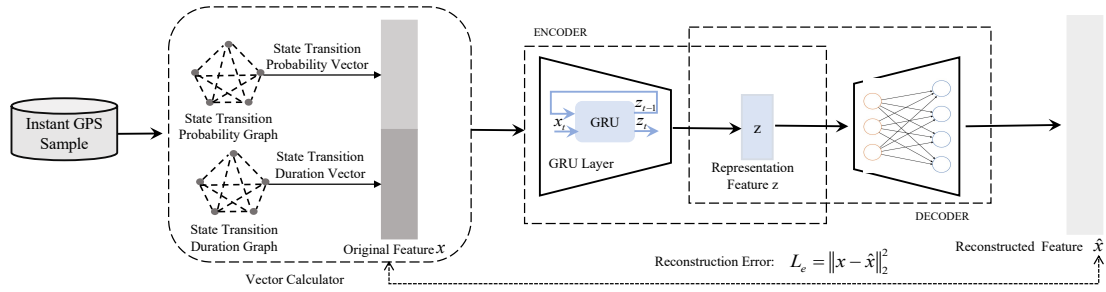 Instant GPS
Sample
State Transition
Probability Vector
State Transition
Probability Graph
State Transition
Duration Vector
State Transition
Duration Graph
Original Feature x
Vector Calculator
ENCODER
x_t
GRU
z_{t-1}
z_t
GRU Layer
z
Representation
Feature z
DECODER
Reconstructed Feature x̂
Reconstruction Error: L_e = ‖x − x̂‖₂²